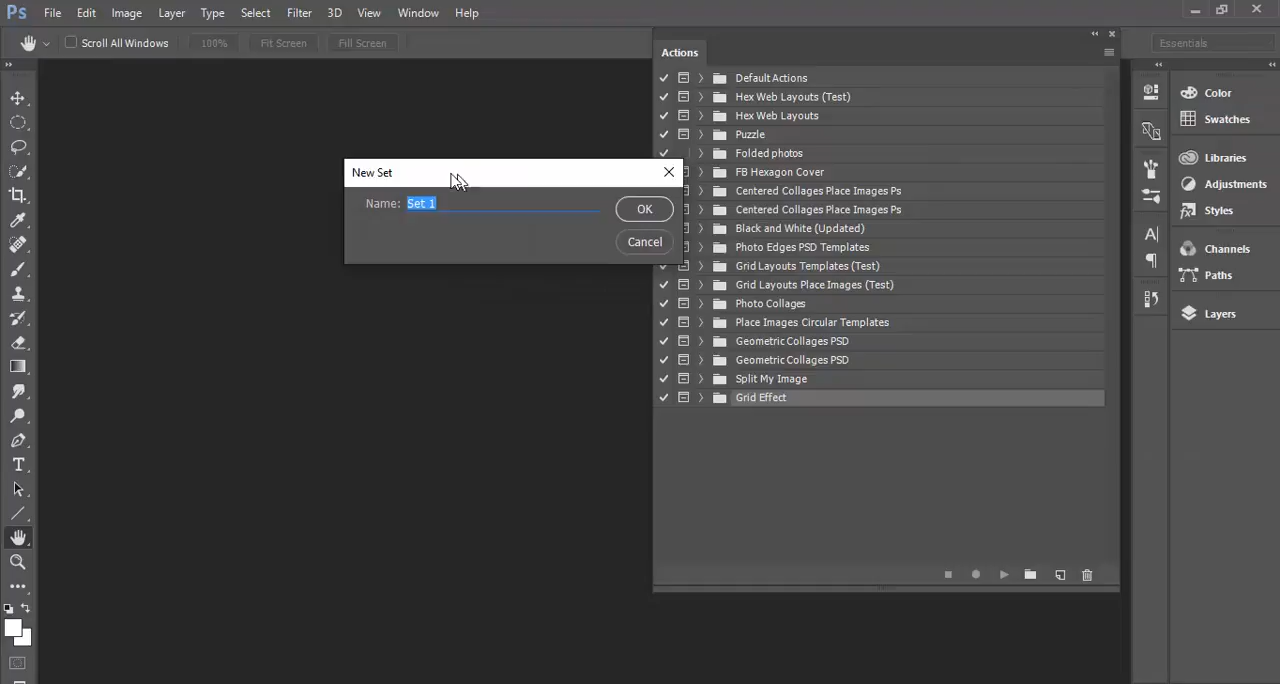 Ps File Edit Image Layer Type Select Filter 3D View Window Help
Scroll All Windows 100% Fit Screen Fill Screen Essentials
Actions
Default Actions
Hex Web Layouts (Test)
Hex Web Layouts
Puzzle
Folded photos
FB Hexagon Cover
Centered Collages Place Images Ps
Centered Collages Place Images Ps
Black and White (Updated)
Photo Edges PSD Templates
Grid Layouts Templates (Test)
Grid Layouts Place Images (Test)
Photo Collages
Place Images Circular Templates
Geometric Collages PSD
Geometric Collages PSD
Split My Image
Grid Effect
New Set
Name: Set 1
OK
Cancel
Color
Swatches
Libraries
Adjustments
Styles
Channels
Paths
Layers